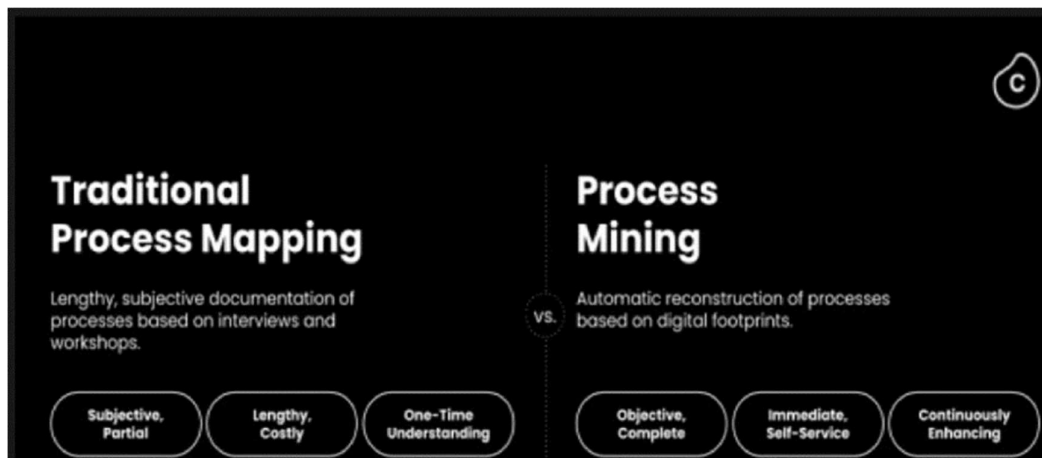 C
Traditional
Process Mapping
Lengthy, subjective documentation of
processes based on interviews and
workshops.
Subjective,
Partial
Lengthy,
Costly
One-Time
Understanding
vs.
Process
Mining
Automatic reconstruction of processes
based on digital footprints.
Objective,
Complete
Immediate,
Self-Service
Continuously
Enhancing